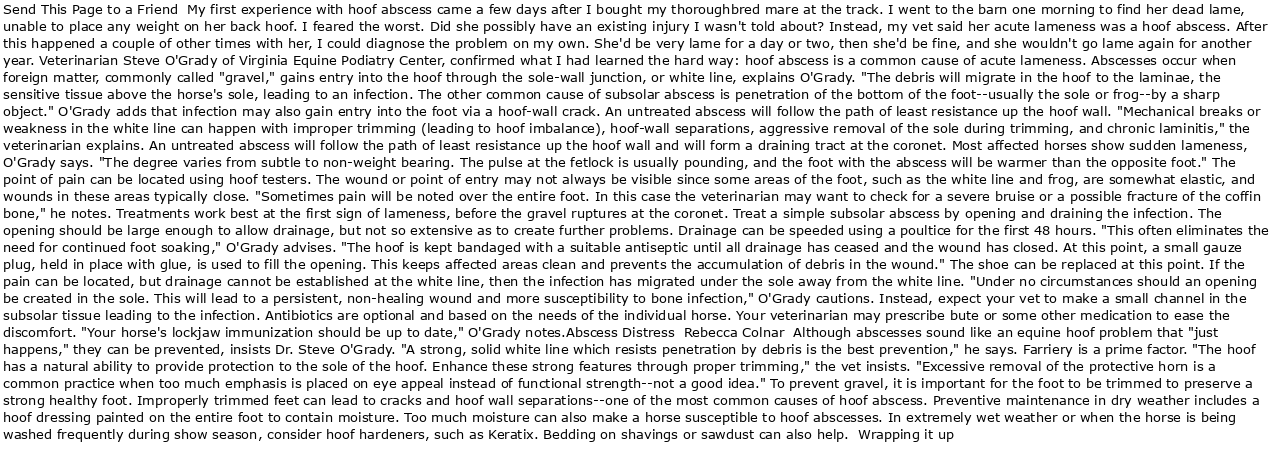 Send This Page to a Friend  My first experience with hoof abscess came a few days after I bought my thoroughbred mare at the track. I went to the barn one morning to find her dead lame,
unable to place any weight on her back hoof. I feared the worst. Did she possibly have an existing injury I wasn't told about? Instead, my vet said her acute lameness was a hoof abscess. After
this happened a couple of other times with her, I could diagnose the problem on my own. She'd be very lame for a day or two, then she'd be fine, and she wouldn't go lame again for another
year. Veterinarian Steve O'Grady of Virginia Equine Podiatry Center, confirmed what I had learned the hard way: hoof abscess is a common cause of acute lameness. Abscesses occur when
foreign matter, commonly called "gravel," gains entry into the hoof through the sole-wall junction, or white line, explains O'Grady. "The debris will migrate in the hoof to the laminae, the
sensitive tissue above the horse's sole, leading to an infection. The other common cause of subsolar abscess is penetration of the bottom of the foot--usually the sole or frog--by a sharp
object." O'Grady adds that infection may also gain entry into the foot via a hoof-wall crack. An untreated abscess will follow the path of least resistance up the hoof wall. "Mechanical breaks or
weakness in the white line can happen with improper trimming (leading to hoof imbalance), hoof-wall separations, aggressive removal of the sole during trimming, and chronic laminitis," the
veterinarian explains. An untreated abscess will follow the path of least resistance up the hoof wall and will form a draining tract at the coronet. Most affected horses show sudden lameness,
O'Grady says. "The degree varies from subtle to non-weight bearing. The pulse at the fetlock is usually pounding, and the foot with the abscess will be warmer than the opposite foot." The
point of pain can be located using hoof testers. The wound or point of entry may not always be visible since some areas of the foot, such as the white line and frog, are somewhat elastic, and
wounds in these areas typically close. "Sometimes pain will be noted over the entire foot. In this case the veterinarian may want to check for a severe bruise or a possible fracture of the coffin
bone," he notes. Treatments work best at the first sign of lameness, before the gravel ruptures at the coronet. Treat a simple subsolar abscess by opening and draining the infection. The
opening should be large enough to allow drainage, but not so extensive as to create further problems. Drainage can be speeded using a poultice for the first 48 hours. "This often eliminates the
need for continued foot soaking," O'Grady advises. "The hoof is kept bandaged with a suitable antiseptic until all drainage has ceased and the wound has closed. At this point, a small gauze
plug, held in place with glue, is used to fill the opening. This keeps affected areas clean and prevents the accumulation of debris in the wound." The shoe can be replaced at this point. If the
pain can be located, but drainage cannot be established at the white line, then the infection has migrated under the sole away from the white line. "Under no circumstances should an opening
be created in the sole. This will lead to a persistent, non-healing wound and more susceptibility to bone infection," O'Grady cautions. Instead, expect your vet to make a small channel in the
subsolar tissue leading to the infection. Antibiotics are optional and based on the needs of the individual horse. Your veterinarian may prescribe bute or some other medication to ease the
discomfort. "Your horse's lockjaw immunization should be up to date," O'Grady notes.Abscess Distress  Rebecca Colnar  Although abscesses sound like an equine hoof problem that "just
happens," they can be prevented, insists Dr. Steve O'Grady. "A strong, solid white line which resists penetration by debris is the best prevention," he says. Farriery is a prime factor. "The hoof
has a natural ability to provide protection to the sole of the hoof. Enhance these strong features through proper trimming," the vet insists. "Excessive removal of the protective horn is a
common practice when too much emphasis is placed on eye appeal instead of functional strength--not a good idea." To prevent gravel, it is important for the foot to be trimmed to preserve a
strong healthy foot. Improperly trimmed feet can lead to cracks and hoof wall separations--one of the most common causes of hoof abscess. Preventive maintenance in dry weather includes a
hoof dressing painted on the entire foot to contain moisture. Too much moisture can also make a horse susceptible to hoof abscesses. In extremely wet weather or when the horse is being
washed frequently during show season, consider hoof hardeners, such as Keratix. Bedding on shavings or sawdust can also help.  Wrapping it up